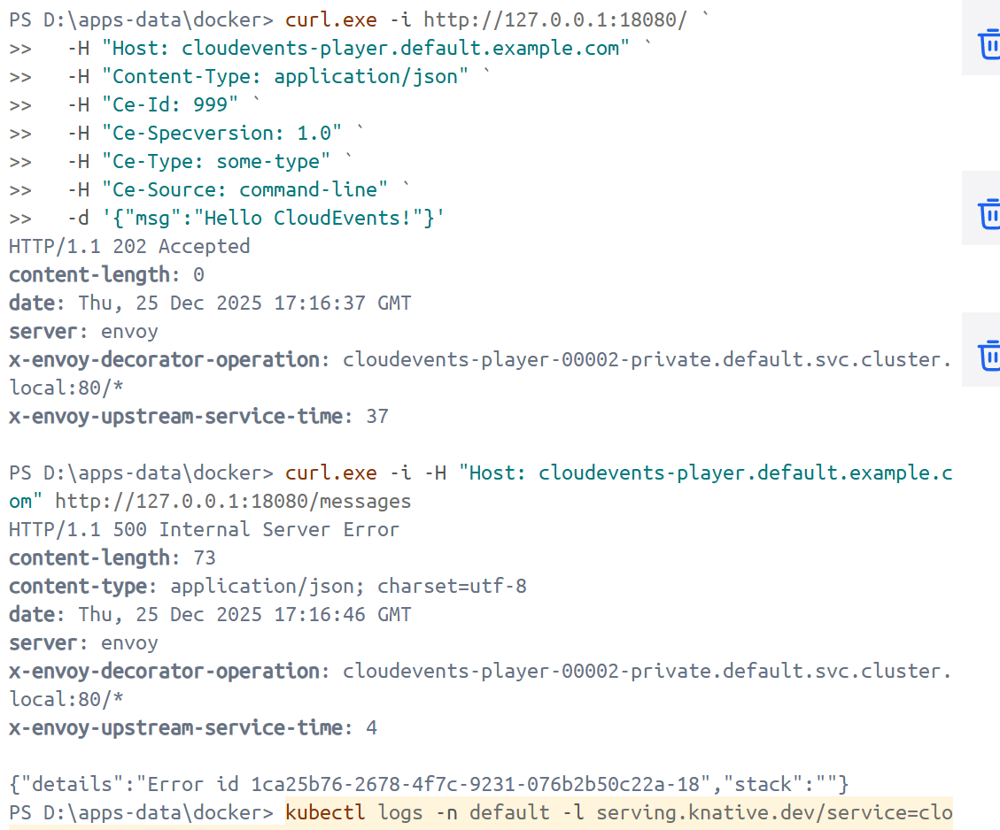 PS D:\apps-data\docker> curl.exe -i http://127.0.0.1:18080/ `
>>   -H "Host: cloudevents-player.default.example.com" `
>>   -H "Content-Type: application/json" `
>>   -H "Ce-Id: 999" `
>>   -H "Ce-Specversion: 1.0" `
>>   -H "Ce-Type: some-type" `
>>   -H "Ce-Source: command-line" `
>>   -d '{"msg":"Hello CloudEvents!"}'
HTTP/1.1 202 Accepted
content-length: 0
date: Thu, 25 Dec 2025 17:16:37 GMT
server: envoy
x-envoy-decorator-operation: cloudevents-player-00002-private.default.svc.cluster.
local:80/*
x-envoy-upstream-service-time: 37

PS D:\apps-data\docker> curl.exe -i -H "Host: cloudevents-player.default.example.c
om" http://127.0.0.1:18080/messages
HTTP/1.1 500 Internal Server Error
content-length: 73
content-type: application/json; charset=utf-8
date: Thu, 25 Dec 2025 17:16:46 GMT
server: envoy
x-envoy-decorator-operation: cloudevents-player-00002-private.default.svc.cluster.
local:80/*
x-envoy-upstream-service-time: 4

{"details":"Error id 1ca25b76-2678-4f7c-9231-076b2b50c22a-18","stack":""}
PS D:\apps-data\docker> kubectl logs -n default -l serving.knative.dev/service=clo